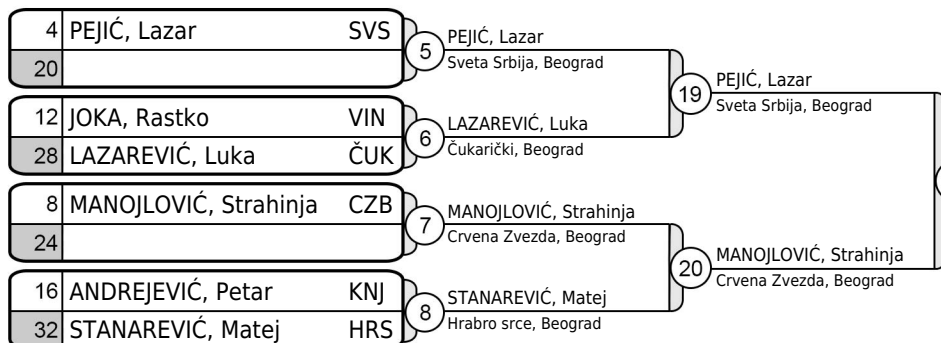 4 PEJIĆ, Lazar SVS
20
5 PEJIĆ, Lazar
Sveta Srbija, Beograd
12 JOKA, Rastko VIN
28 LAZAREVIĆ, Luka ČUK
6 LAZAREVIĆ, Luka
Čukarički, Beograd
19 PEJIĆ, Lazar
Sveta Srbija, Beograd
8 MANOJLOVIĆ, Strahinja CZB
24
7 MANOJLOVIĆ, Strahinja
Crvena Zvezda, Beograd
16 ANDREJEVIĆ, Petar KNJ
32 STANAREVIĆ, Matej HRS
8 STANAREVIĆ, Matej
Hrabro srce, Beograd
20 MANOJLOVIĆ, Strahinja
Crvena Zvezda, Beograd